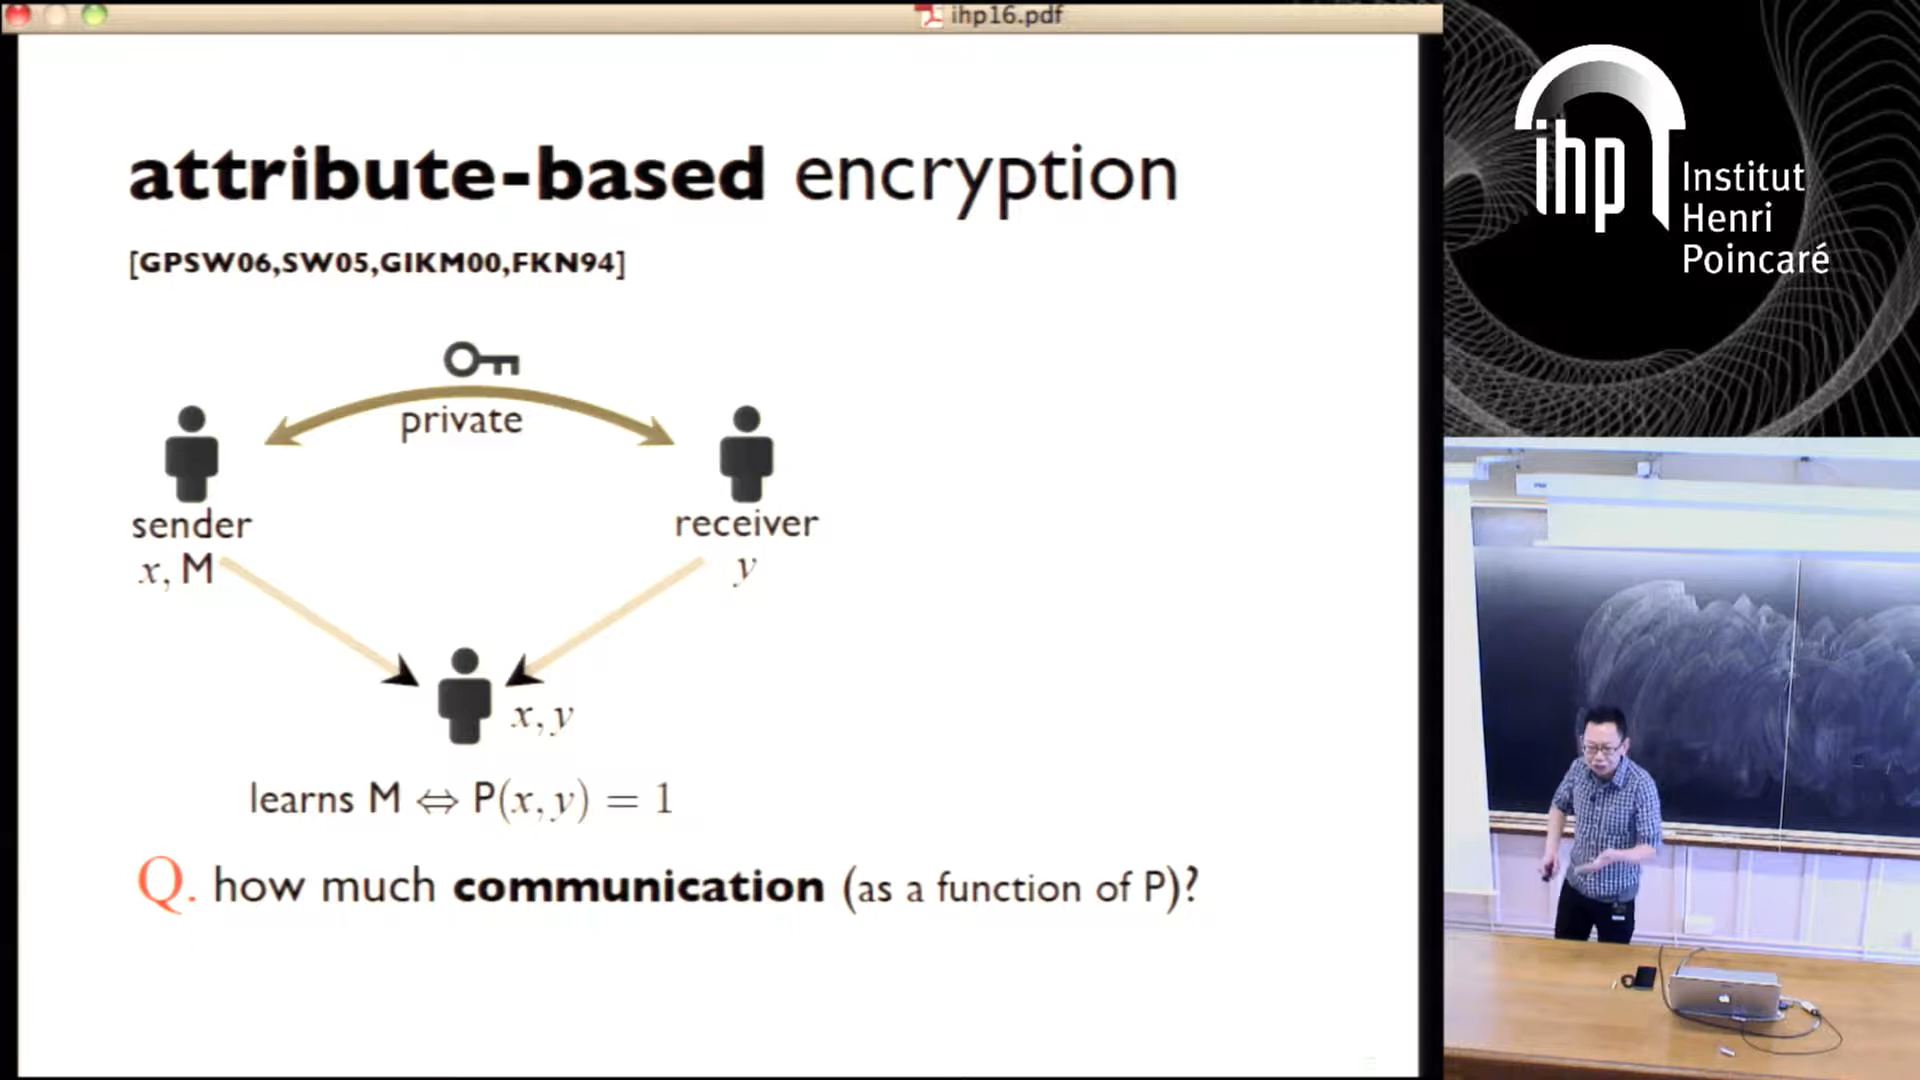 ihp16.pdf
attribute-based encryption
[GPSW06,SW05,GIKM00,FKN94]
private
sender
receiver
x, M
y
x, y
learns M ⇔ P(x, y) = 1
Q. how much communication (as a function of P)?
ihp
Institut
Henri
Poincaré